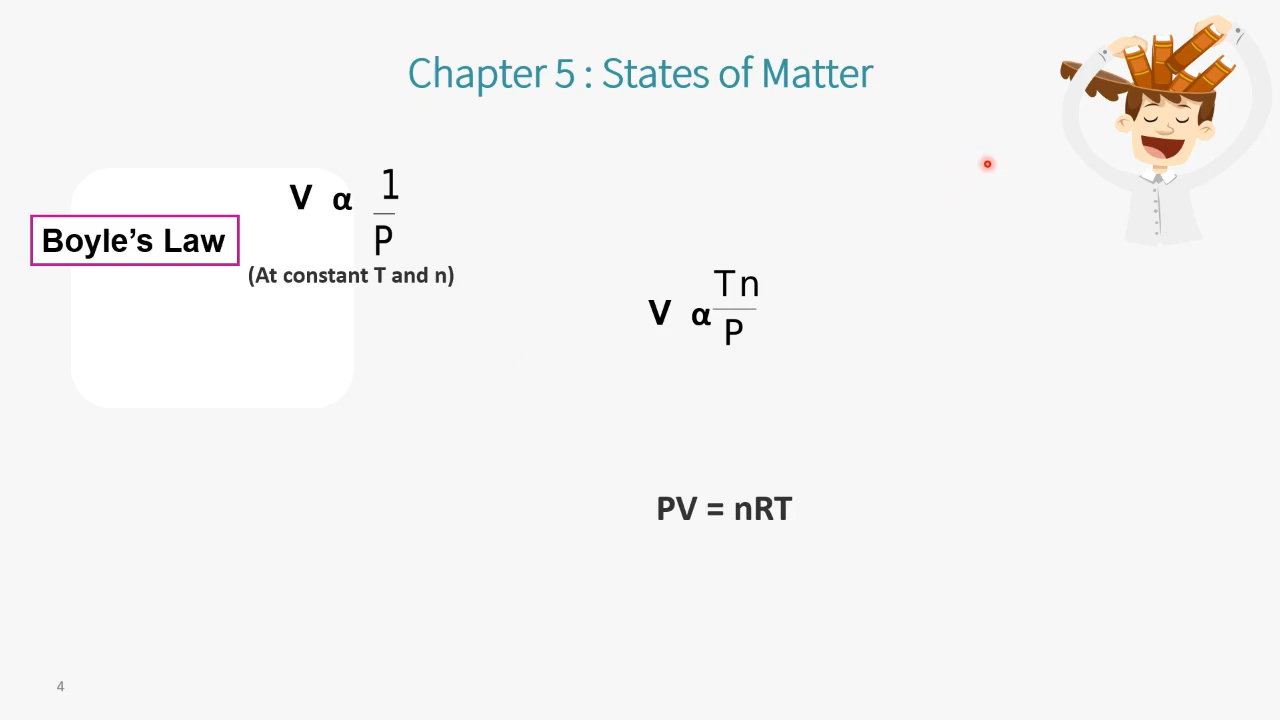 Chapter 5 : States of Matter
V α 1
P
Boyle’s Law
(At constant T and n)
V α Tn
P
PV = nRT
4